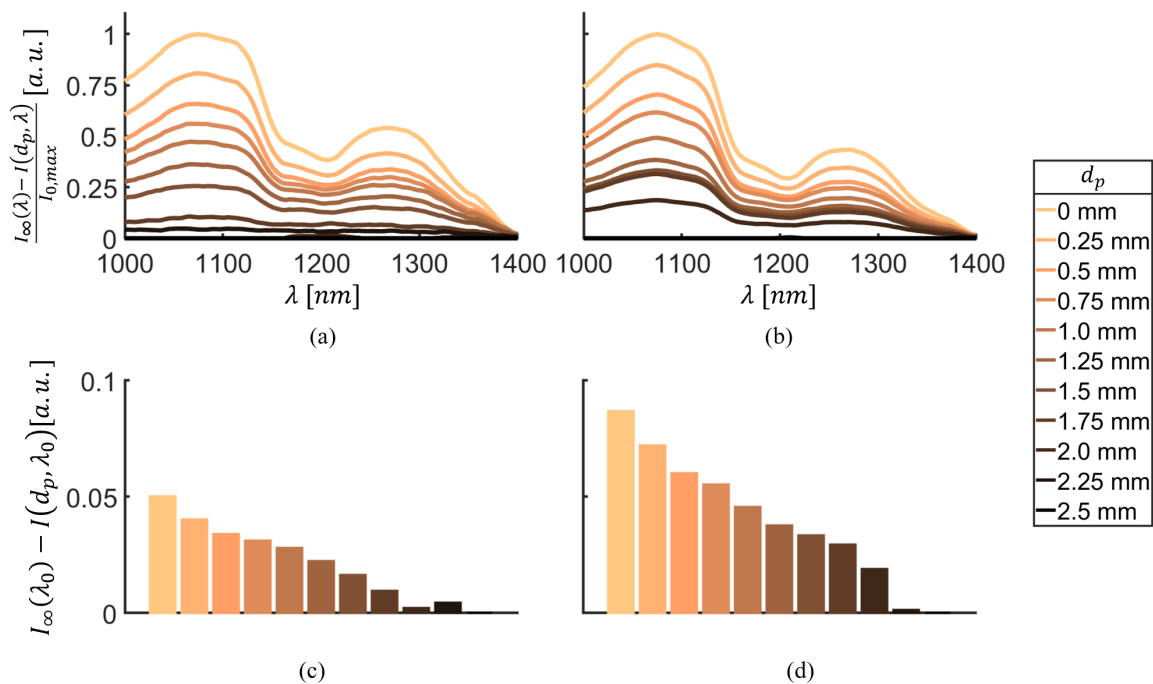 I∞(λ)−I(dp,λ) / I0,max [a.u.]
1
0.75
0.5
0.25
0
1000 1100 1200 1300 1400
λ [nm]
(a)
1000 1100 1200 1300 1400
λ [nm]
(b)
dp
0 mm
0.25 mm
0.5 mm
0.75 mm
1.0 mm
1.25 mm
1.5 mm
1.75 mm
2.0 mm
2.25 mm
2.5 mm
I∞(λ0) − I(dp,λ0)[a.u.]
0.1
0.05
0
(c)
(d)